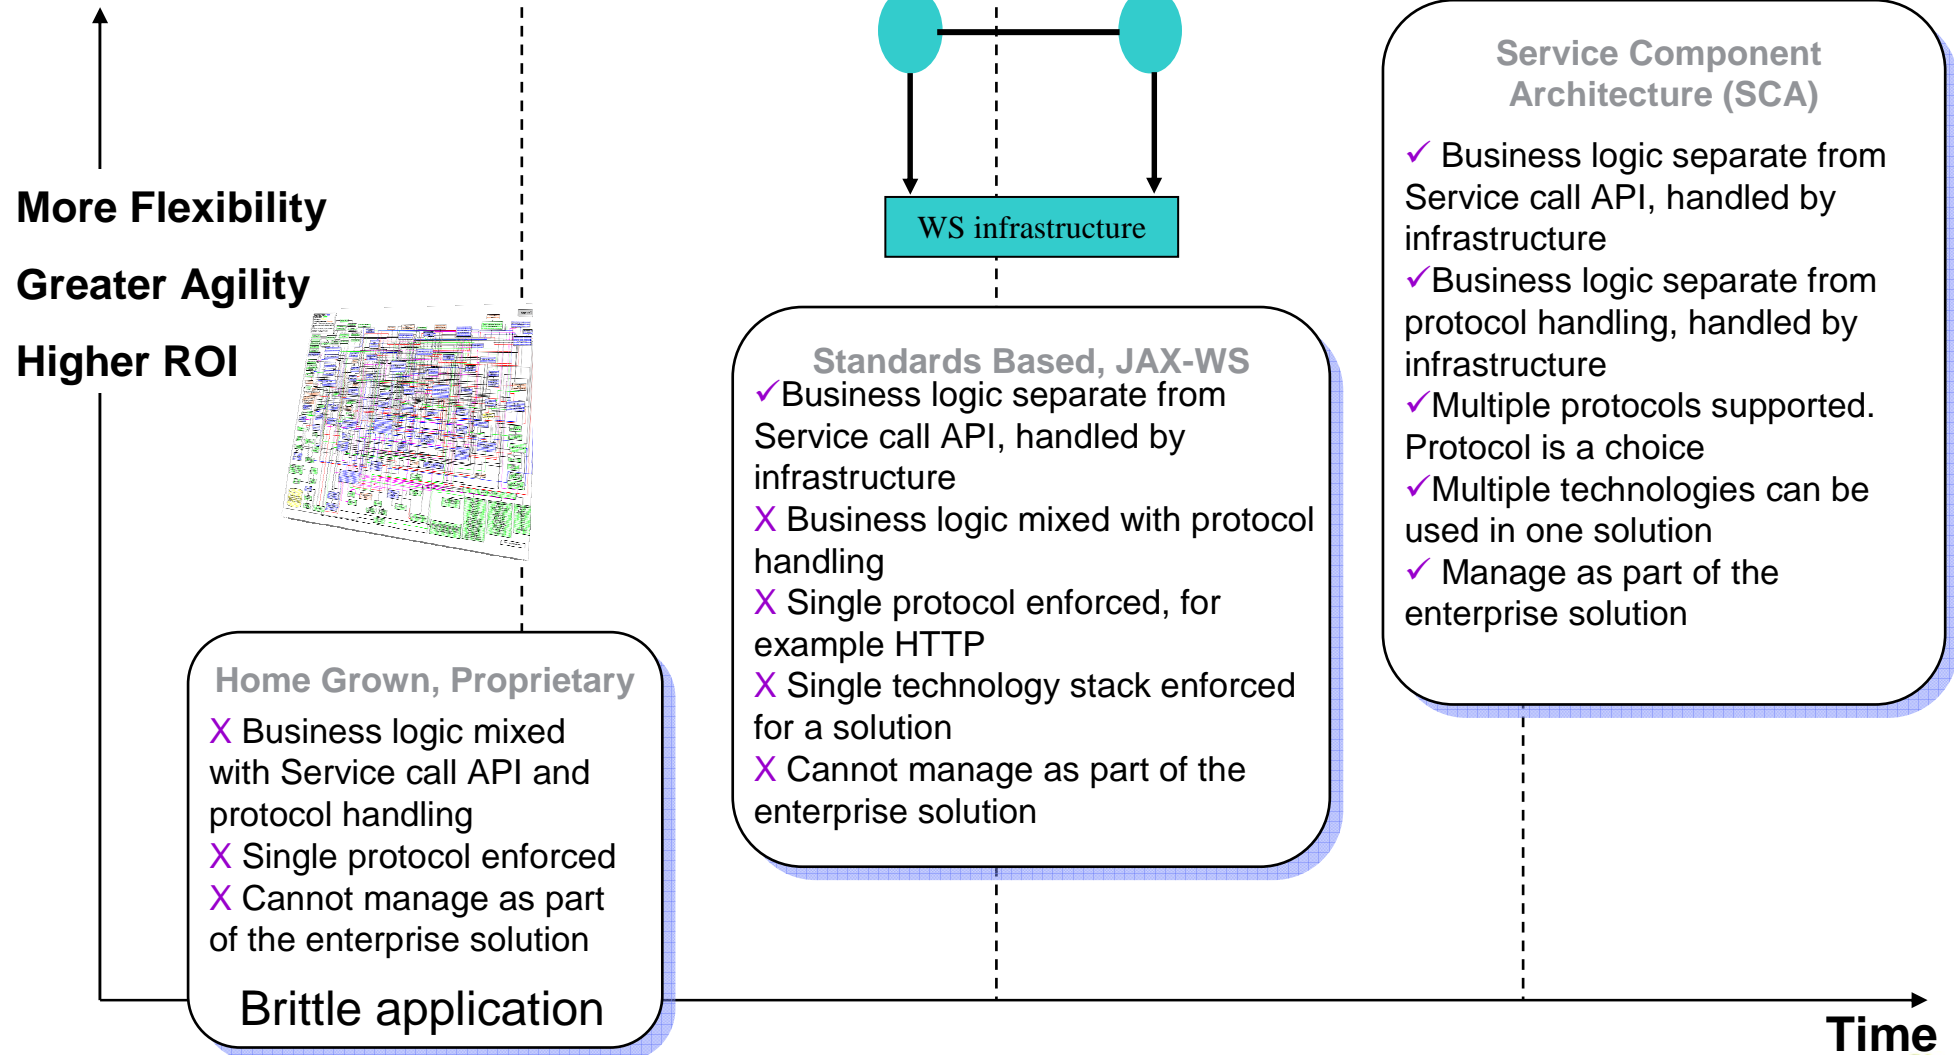 More Flexibility
Greater Agility
Higher ROI
Home Grown, Proprietary
X Business logic mixed
with Service call API and
protocol handling
X Single protocol enforced
X Cannot manage as part
of the enterprise solution
Brittle application
WS infrastructure
Standards Based, JAX-WS
✓Business logic separate from
Service call API, handled by
infrastructure
X Business logic mixed with protocol
handling
X Single protocol enforced, for
example HTTP
X Single technology stack enforced
for a solution
X Cannot manage as part of the
enterprise solution
Service Component
Architecture (SCA)
✓ Business logic separate from
Service call API, handled by
infrastructure
✓Business logic separate from
protocol handling, handled by
infrastructure
✓Multiple protocols supported.
Protocol is a choice
✓Multiple technologies can be
used in one solution
✓ Manage as part of the
enterprise solution
Time